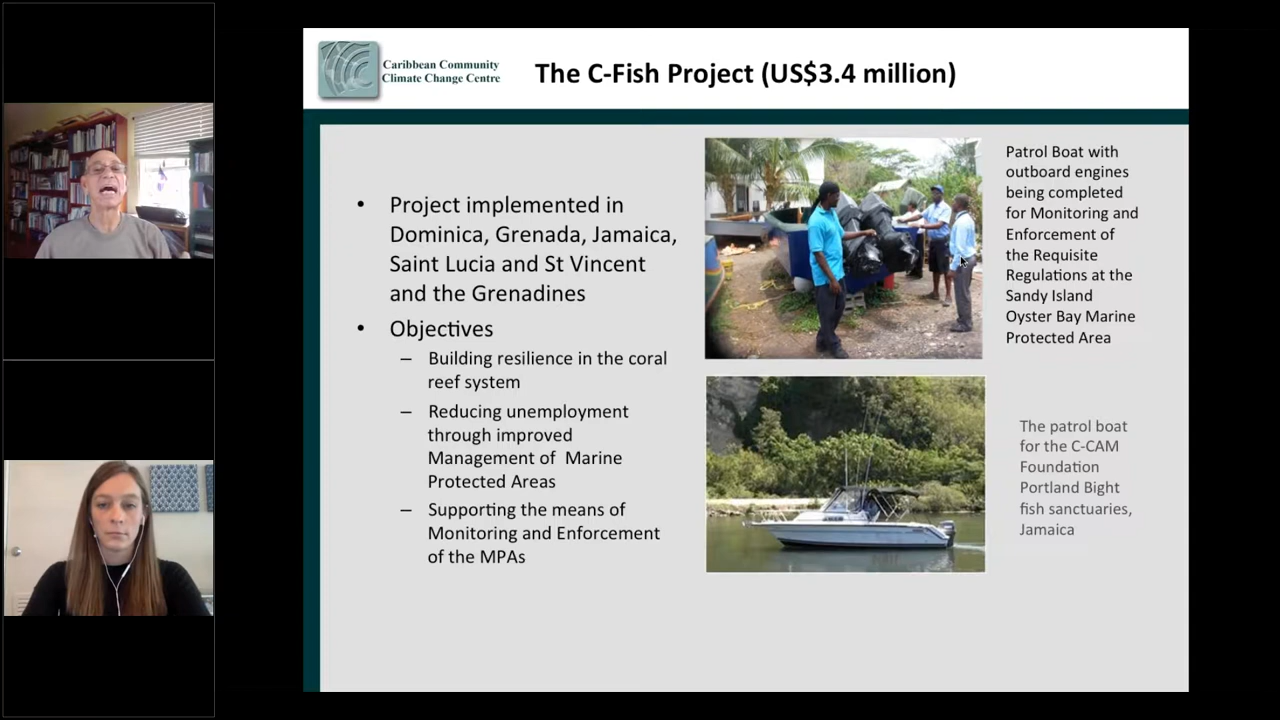 Caribbean Community
Climate Change Centre
The C-Fish Project (US$3.4 million)
• Project implemented in
Dominica, Grenada, Jamaica,
Saint Lucia and St Vincent
and the Grenadines
• Objectives
– Building resilience in the coral
reef system
– Reducing unemployment
through improved
Management of Marine
Protected Areas
– Supporting the means of
Monitoring and Enforcement
of the MPAs
Patrol Boat with
outboard engines
being completed
for Monitoring and
Enforcement of
the Requisite
Regulations at the
Sandy Island
Oyster Bay Marine
Protected Area
The patrol boat
for the C-CAM
Foundation
Portland Bight
fish sanctuaries,
Jamaica